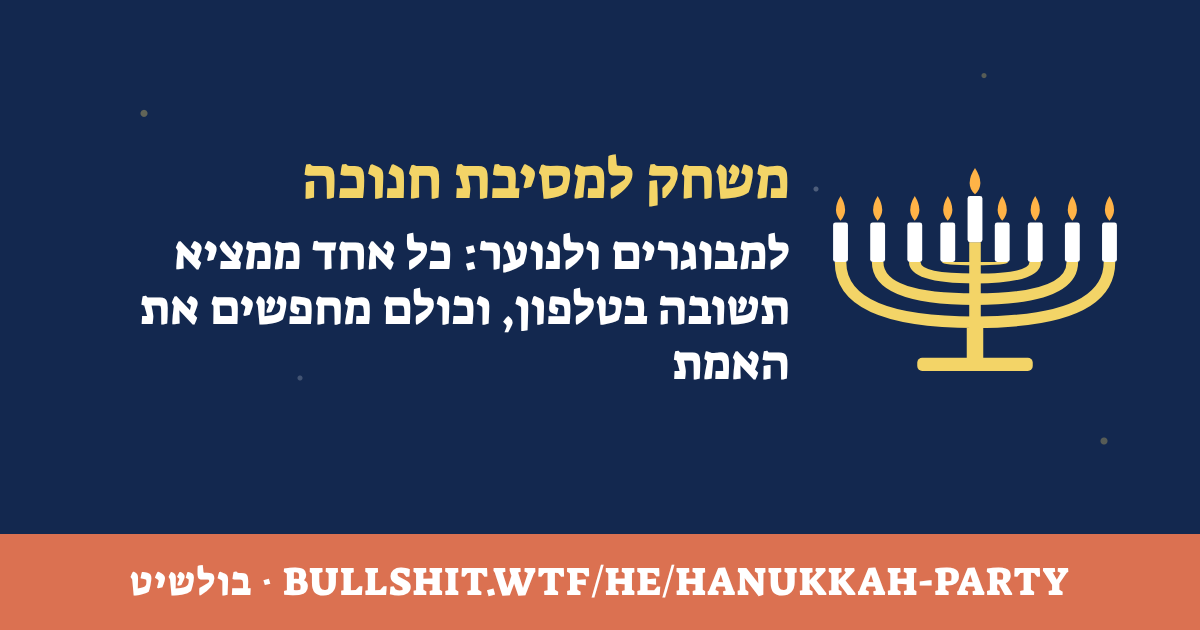 משחק למסיבת חנוכה
למבוגרים ולנוער: כל אחד ממציא
תשובה בטלפון, וכולם מחפשים את
האמת
בולשיט · BULLSHIT.WTF/HE/HANUKKAH-PARTY